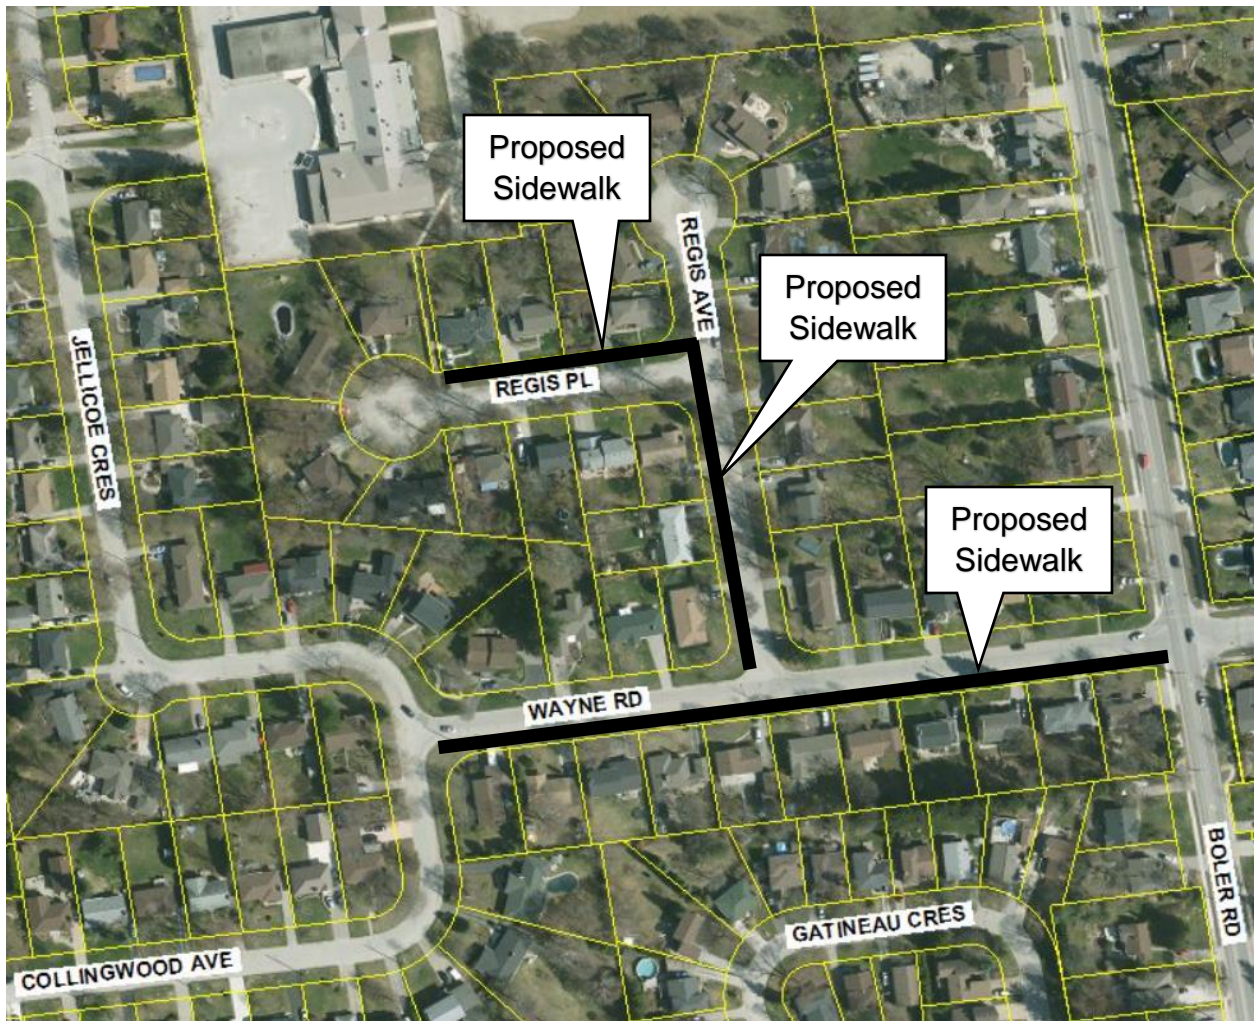 Proposed
Sidewalk
REGIS AVE
Proposed
Sidewalk
JELLICOE CRES
REGIS PL
Proposed
Sidewalk
WAYNE RD
BOLER RD
GATINEAU CRES
COLLINGWOOD AVE